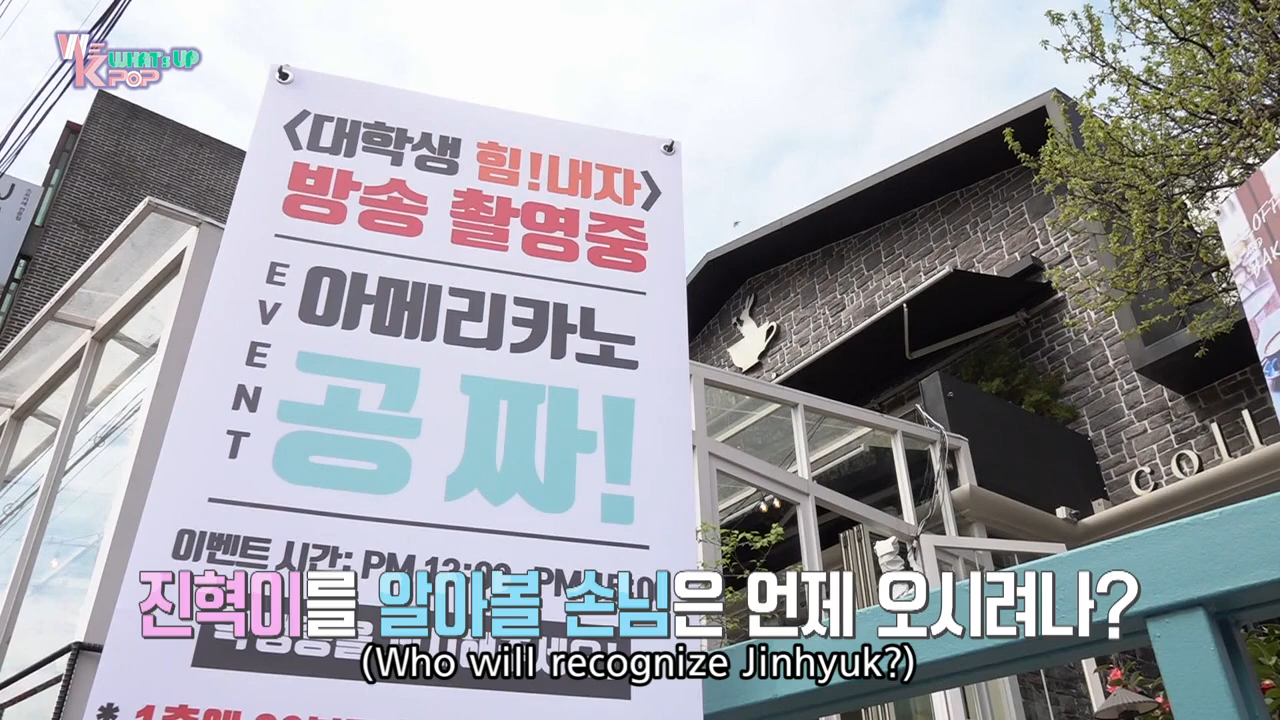 WE KPOP
WHAT's UP
<대학생 힘!내자>
방송 촬영중
EVENT
아메리카노
공짜!
이벤트 시간: PM 12:00
진혁이를 알아볼 손님은 언제 오시려나?
(Who will recognize Jinhyuk?)